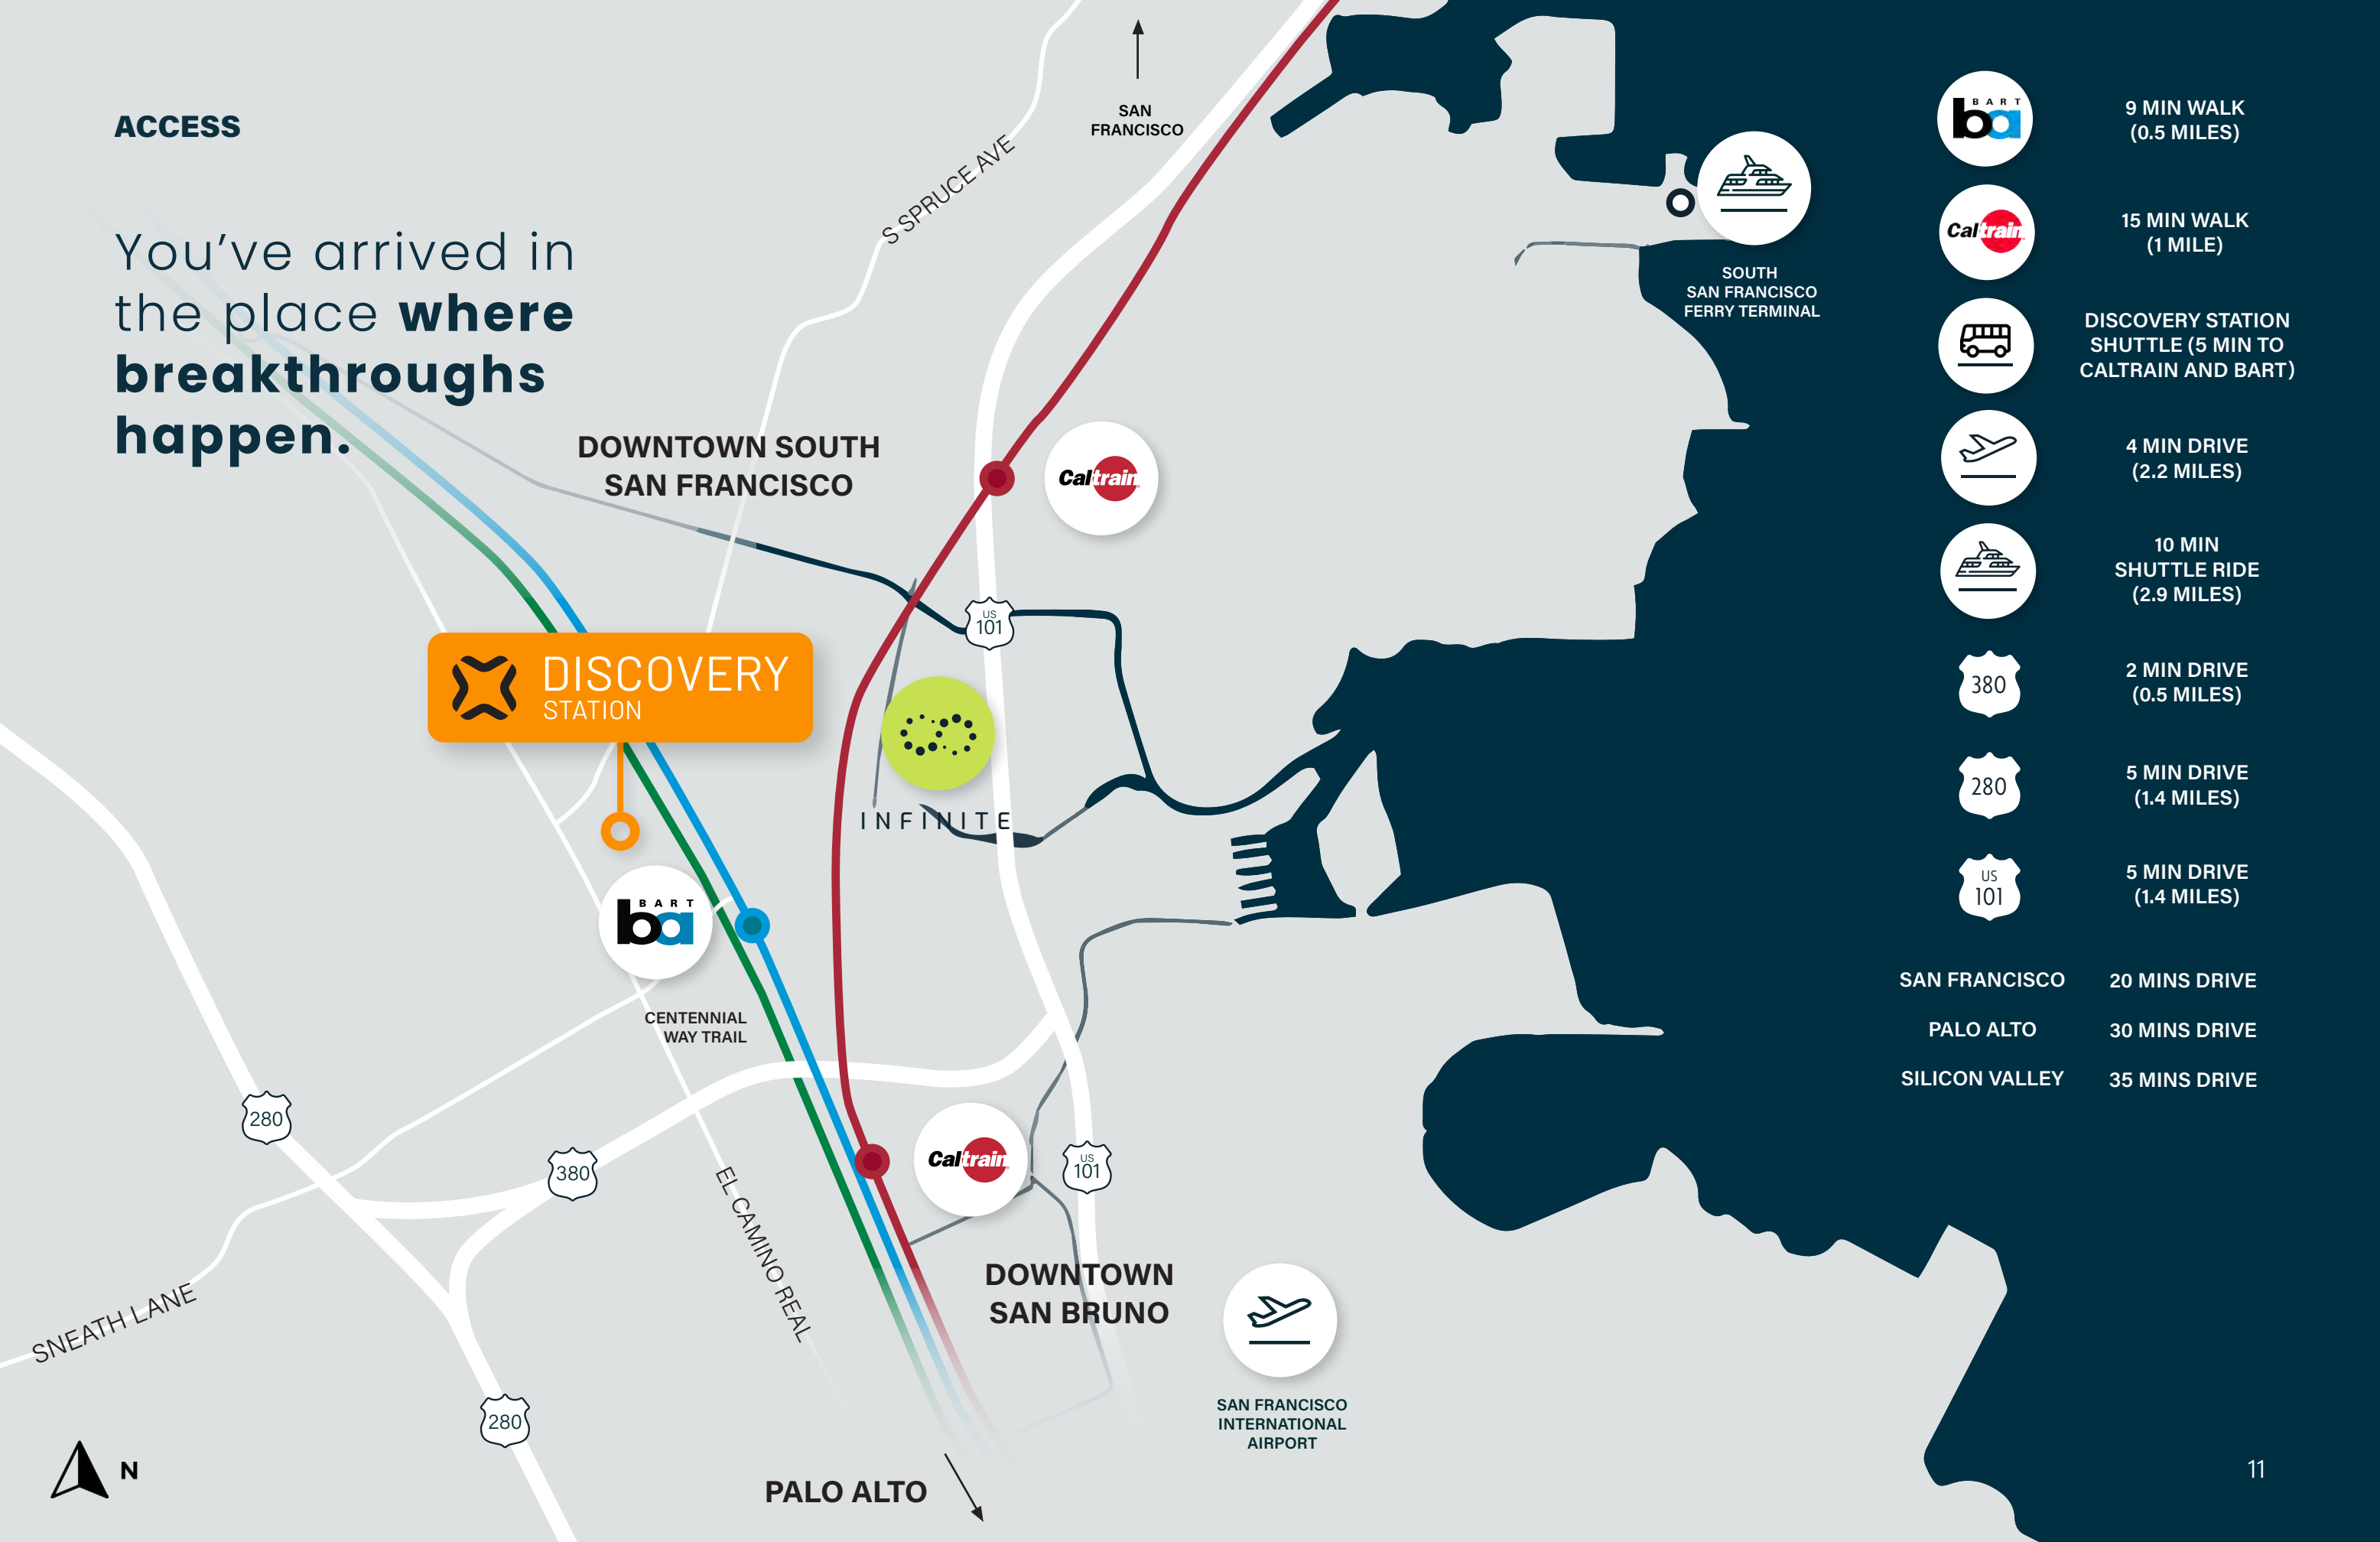 ACCESS
You’ve arrived in
the place where
breakthroughs
happen.
SAN
FRANCISCO
S SPRUCE AVE
DOWNTOWN SOUTH
SAN FRANCISCO
Caltrain
SOUTH
SAN FRANCISCO
FERRY TERMINAL
US
101
DISCOVERY
STATION
INFINITE
BART
ba
CENTENNIAL
WAY TRAIL
280
380
Caltrain
US
101
EL CAMINO REAL
SNEATH LANE
DOWNTOWN
SAN BRUNO
280
SAN FRANCISCO
INTERNATIONAL
AIRPORT
N
PALO ALTO
BART
ba
9 MIN WALK
(0.5 MILES)
Caltrain
15 MIN WALK
(1 MILE)
DISCOVERY STATION
SHUTTLE (5 MIN TO
CALTRAIN AND BART)
4 MIN DRIVE
(2.2 MILES)
10 MIN
SHUTTLE RIDE
(2.9 MILES)
380
2 MIN DRIVE
(0.5 MILES)
280
5 MIN DRIVE
(1.4 MILES)
US
101
5 MIN DRIVE
(1.4 MILES)
SAN FRANCISCO 20 MINS DRIVE
PALO ALTO 30 MINS DRIVE
SILICON VALLEY 35 MINS DRIVE
11